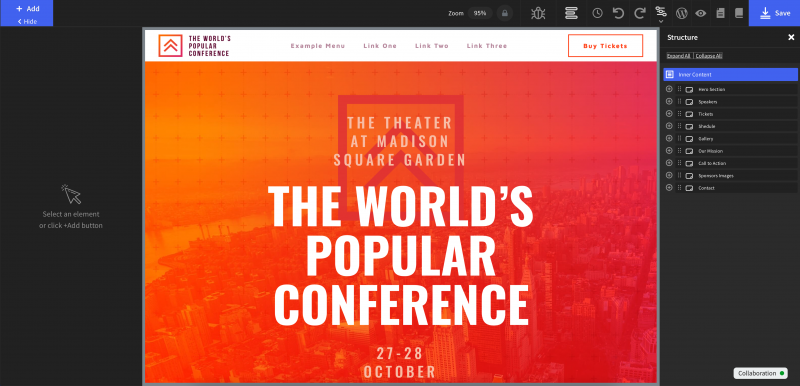 + Add
Hide
Zoom 95%
Save
THE WORLD'S
POPULAR
CONFERENCE
Example Menu Link One Link Two Link Three
Buy Tickets
Structure
Expand All | Collapse All
Inner Content
Hero Section
Speakers
Tickets
Shedule
Gallery
Our Mission
Call to Action
Sponsors Images
Contact
Select an element
or click +Add button
THE THEATER
AT MADISON
SQUARE GARDEN
THE WORLD'S
POPULAR
CONFERENCE
27-28
OCTOBER
Collaboration